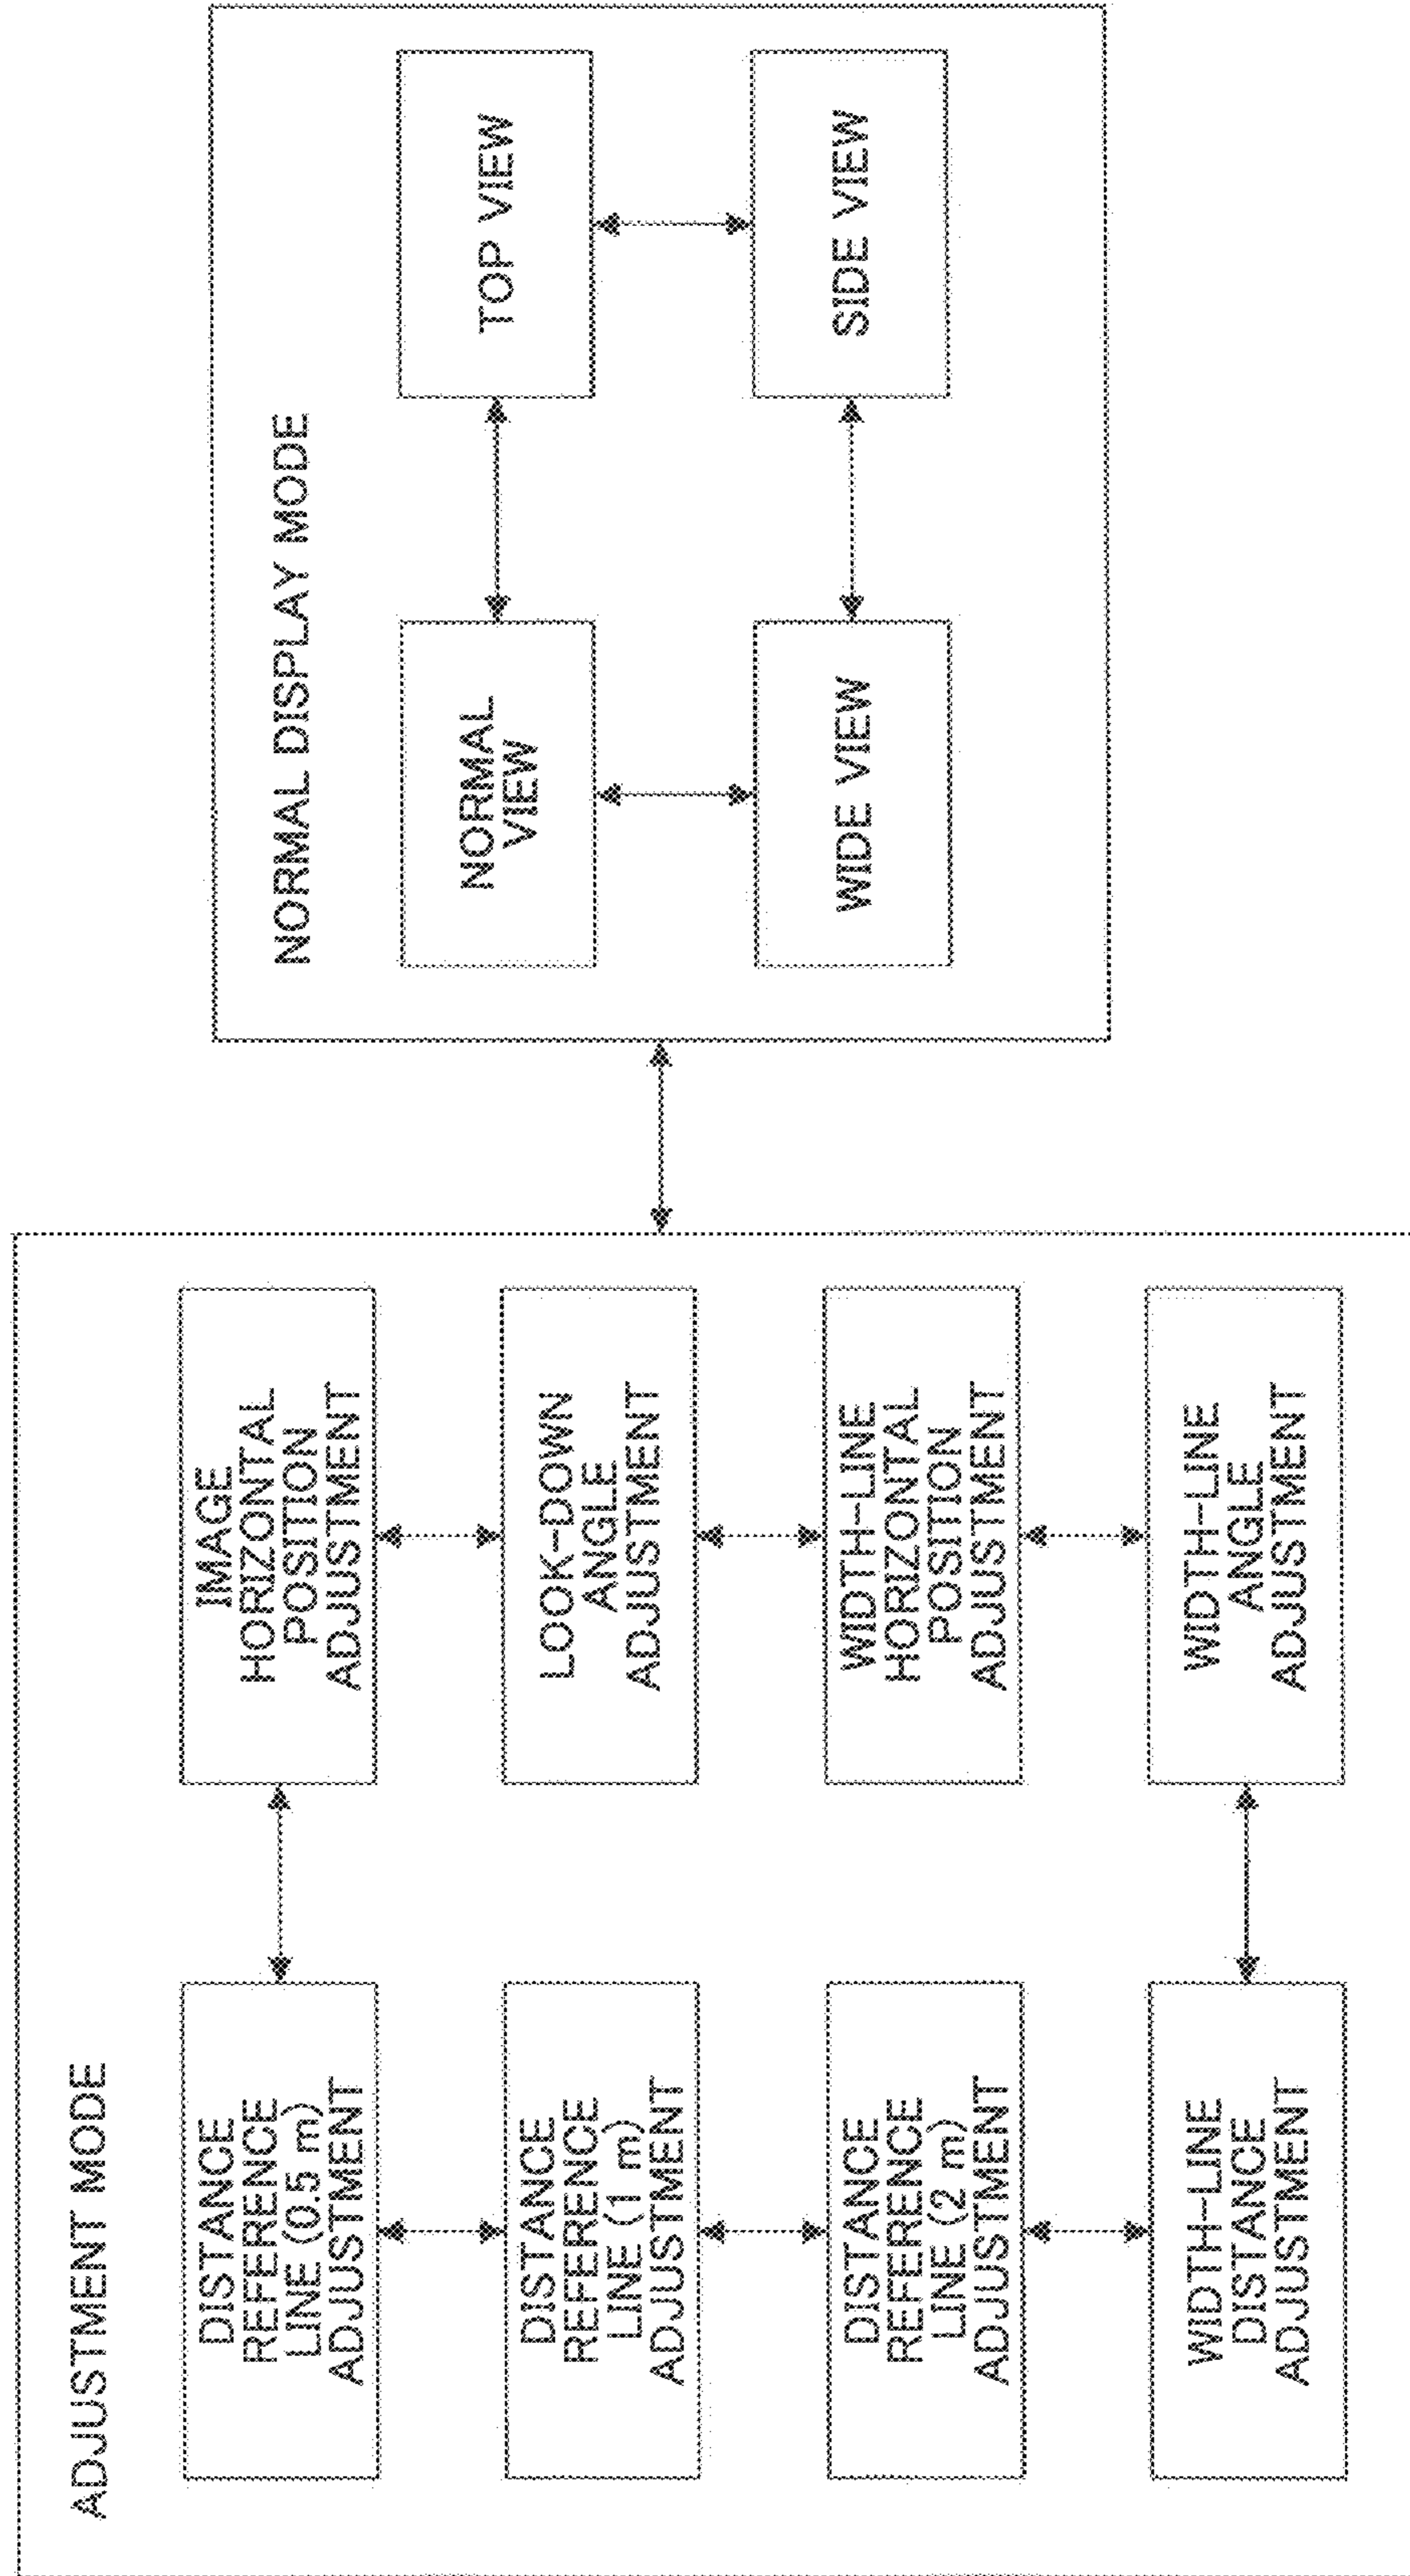 ADJUSTMENT MODE
DISTANCE
REFERENCE
LINE (0.5 m)
ADJUSTMENT
IMAGE
HORIZONTAL
POSITION
ADJUSTMENT
DISTANCE
REFERENCE
LINE (1 m)
ADJUSTMENT
LOOK-DOWN
ANGLE
ADJUSTMENT
DISTANCE
REFERENCE
LINE (2 m)
ADJUSTMENT
WIDTH-LINE
HORIZONTAL
POSITION
ADJUSTMENT
WIDTH-LINE
DISTANCE
ADJUSTMENT
WIDTH-LINE
ANGLE
ADJUSTMENT
NORMAL DISPLAY MODE
NORMAL
VIEW
TOP VIEW
WIDE VIEW
SIDE VIEW